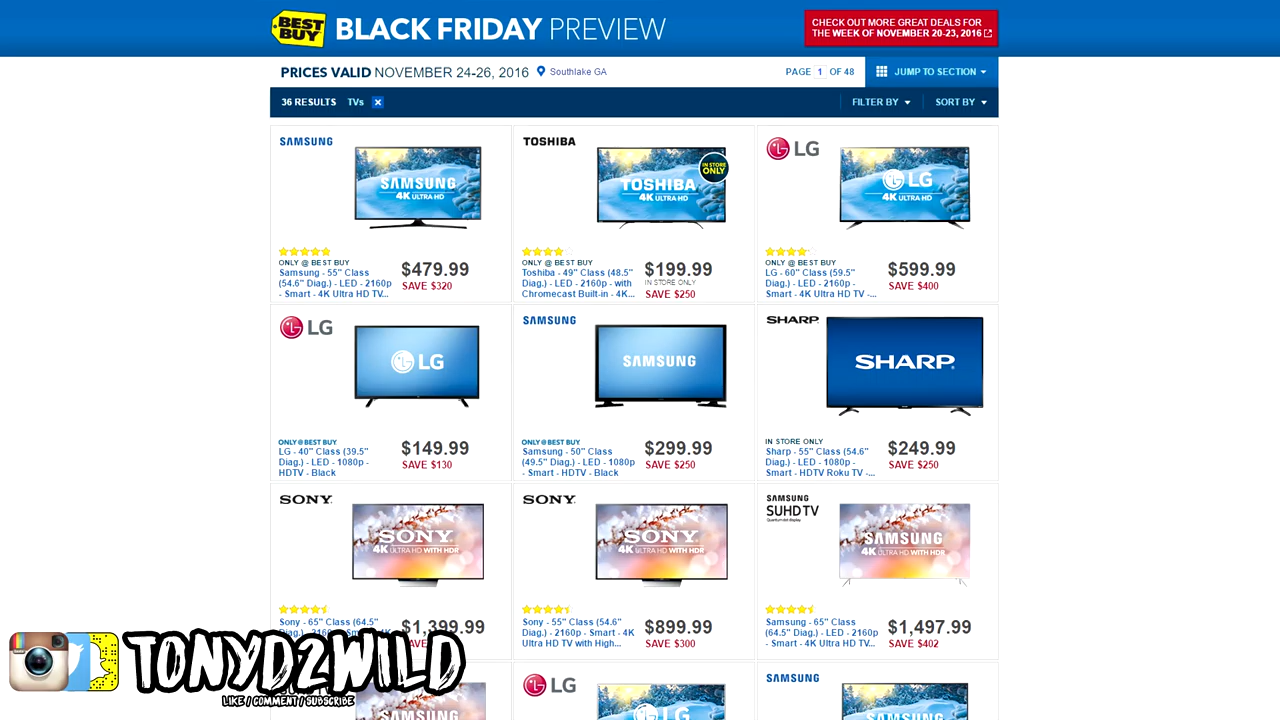 BEST BUY
BLACK FRIDAY PREVIEW
CHECK OUT MORE GREAT DEALS FOR
THE WEEK OF NOVEMBER 20-23, 2016
PRICES VALID NOVEMBER 24-26, 2016
Southlake GA
PAGE 1 OF 48
JUMP TO SECTION
36 RESULTS TVs
FILTER BY
SORT BY
SAMSUNG
SAMSUNG
4K ULTRA HD
ONLY @ BEST BUY
Samsung - 55" Class
(54.6" Diag.) - LED - 2160p
- Smart - 4K Ultra HD TV...
$479.99
SAVE $320
TOSHIBA
IN STORE
ONLY
TOSHIBA
4K ULTRA HD
ONLY @ BEST BUY
Toshiba - 49" Class (48.5"
Diag.) - LED - 2160p - with
Chromecast Built-in - 4K...
$199.99
IN STORE ONLY
SAVE $250
LG
LG
4K ULTRA HD
ONLY @ BEST BUY
LG - 60" Class (59.5"
Diag.) - LED - 2160p -
Smart - 4K Ultra HD TV -...
$599.99
SAVE $400
LG
LG
ONLY@BEST BUY
LG - 40" Class (39.5"
Diag.) - LED - 1080p -
HDTV - Black
$149.99
SAVE $130
SAMSUNG
SAMSUNG
ONLY@BEST BUY
Samsung - 50" Class
(49.5" Diag.) - LED - 1080p
- Smart - HDTV - Black
$299.99
SAVE $250
SHARP
SHARP
IN STORE ONLY
Sharp - 55" Class (54.6"
Diag.) - LED - 1080p -
Smart - HDTV Roku TV -...
$249.99
SAVE $250
SONY
SONY
4K ULTRA HD WITH HDR
Sony - 65" Class (64.5"
$1,399.99
SONY
SONY
4K ULTRA HD WITH HDR
Sony - 55" Class (54.6"
Diag.) - 2160p - Smart - 4K
Ultra HD TV with High...
$899.99
SAVE $300
SAMSUNG
SUHD TV
Quantum dot display
SAMSUNG
4K ULTRA HD WITH HDR
Samsung - 65" Class
(64.5" Diag.) - LED - 2160p
- Smart - 4K Ultra HD TV...
$1,497.99
SAVE $402
TONYD2WILD
LIKE / COMMENT / SUBSCRIBE
SAMSUNG
LG
LG
SAMSUNG
SAMSUNG